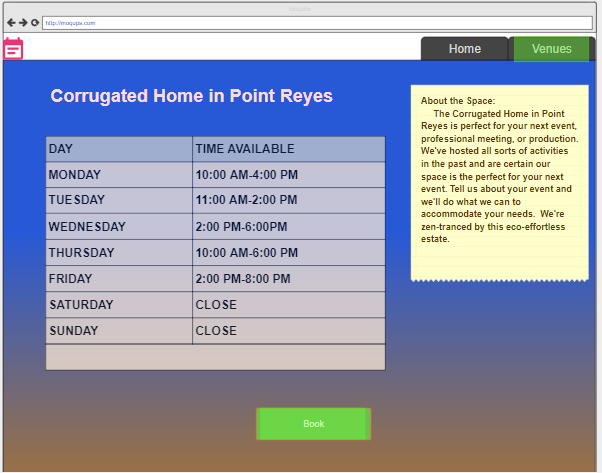 http://moqups.com
Home
Venues
Corrugated Home in Point Reyes
DAY TIME AVAILABLE
MONDAY 10:00 AM-4:00 PM
TUESDAY 11:00 AM-2:00 PM
WEDNESDAY 2:00 PM-6:00PM
THURSDAY 10:00 AM-6:00 PM
FRIDAY 2:00 PM-8:00 PM
SATURDAY CLOSE
SUNDAY CLOSE
About the Space:
The Corrugated Home in Point
Reyes is perfect for your next event,
professional meeting, or production.
We've hosted all sorts of activities
in the past and are certain our
space is the perfect for your next
event. Tell us about your event and
we'll do what we can to
accommodate your needs. We're
zen-tranced by this eco-effortless
estate.
Book